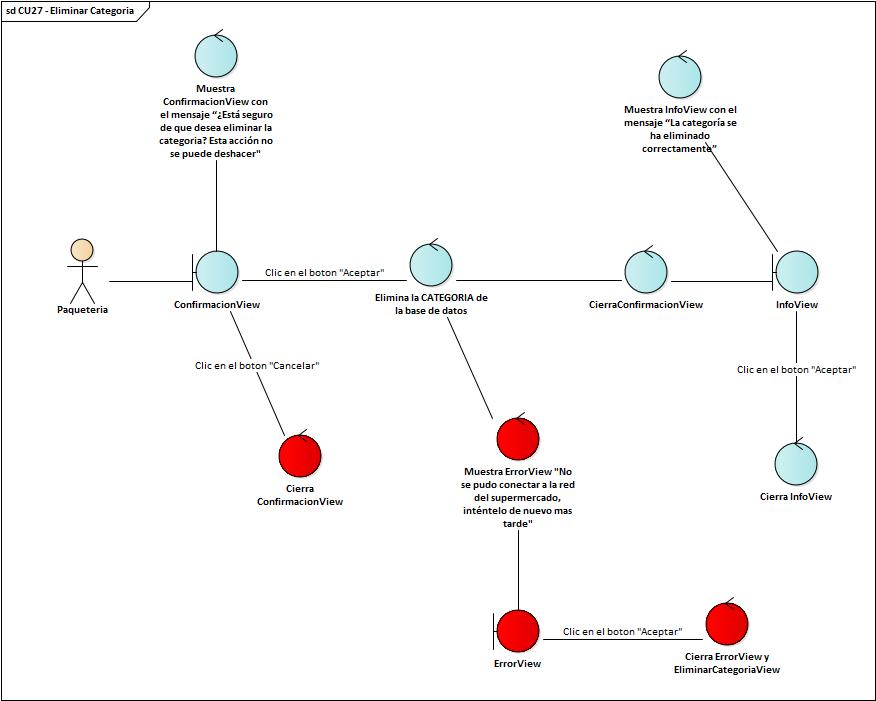 sd CU27 - Eliminar Categoria
Muestra
ConfirmacionView con
el mensaje “¿Está seguro
de que desea eliminar la
categoria? Esta acción no
se puede deshacer"
Muestra InfoView con el
mensaje “La categoría se
ha eliminado
correctamente”
Paqueteria
ConfirmacionView
Clic en el boton "Aceptar"
Elimina la CATEGORIA de
la base de datos
CierraConfirmacionView
InfoView
Clic en el boton "Cancelar"
Clic en el boton "Aceptar"
Cierra
ConfirmacionView
Muestra ErrorView "No
se pudo conectar a la red
del supermercado,
inténtelo de nuevo mas
tarde"
Cierra InfoView
ErrorView
Clic en el boton "Aceptar"
Cierra ErrorView y
EliminarCategoriaView